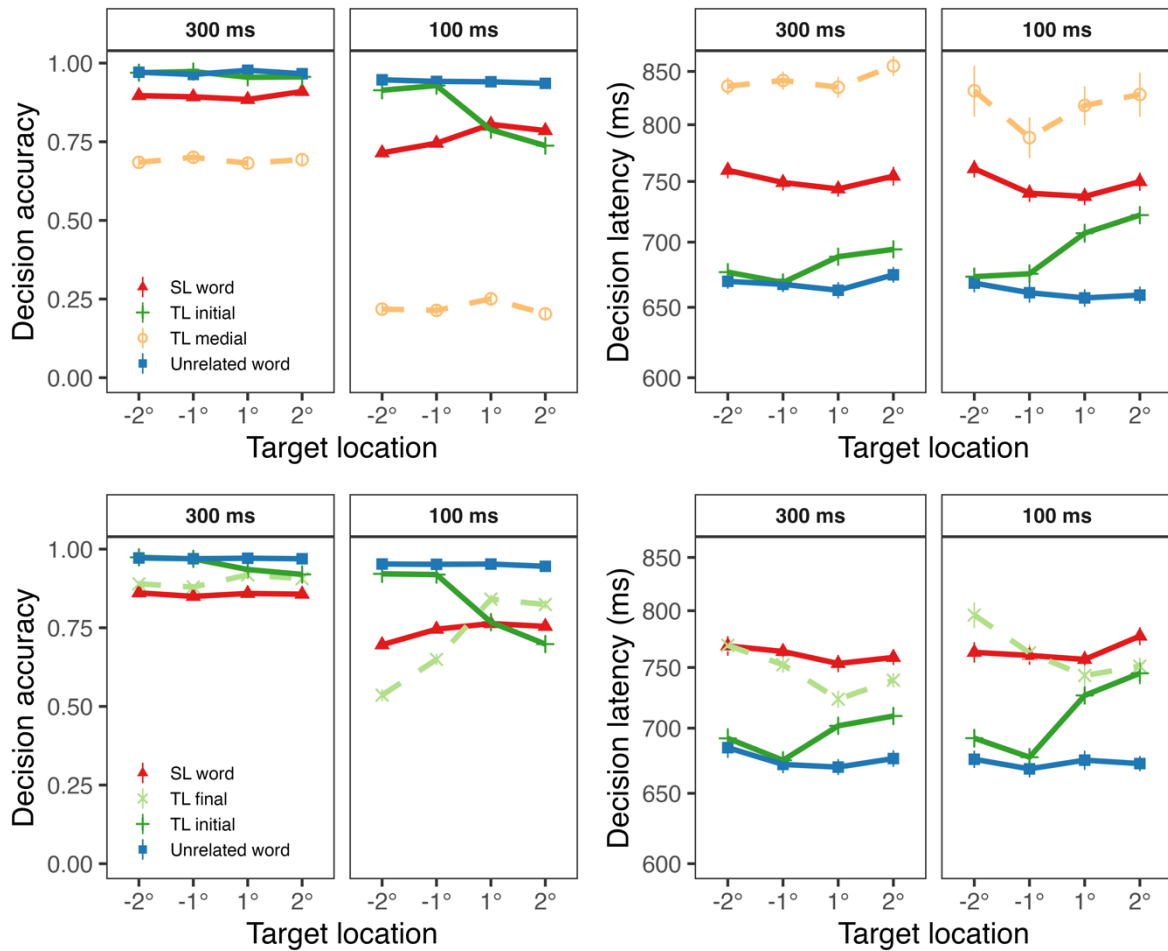 300 ms
100 ms
Decision accuracy
1.00
0.75
0.50
0.25
0.00
SL word
TL initial
TL medial
Unrelated word
-2° -1° 1° 2°
-2° -1° 1° 2°
Target location
300 ms
100 ms
Decision latency (ms)
850
800
750
700
650
600
-2° -1° 1° 2°
-2° -1° 1° 2°
Target location
300 ms
100 ms
Decision accuracy
1.00
0.75
0.50
0.25
0.00
SL word
TL final
TL initial
Unrelated word
-2° -1° 1° 2°
-2° -1° 1° 2°
Target location
300 ms
100 ms
Decision latency (ms)
850
800
750
700
650
600
-2° -1° 1° 2°
-2° -1° 1° 2°
Target location